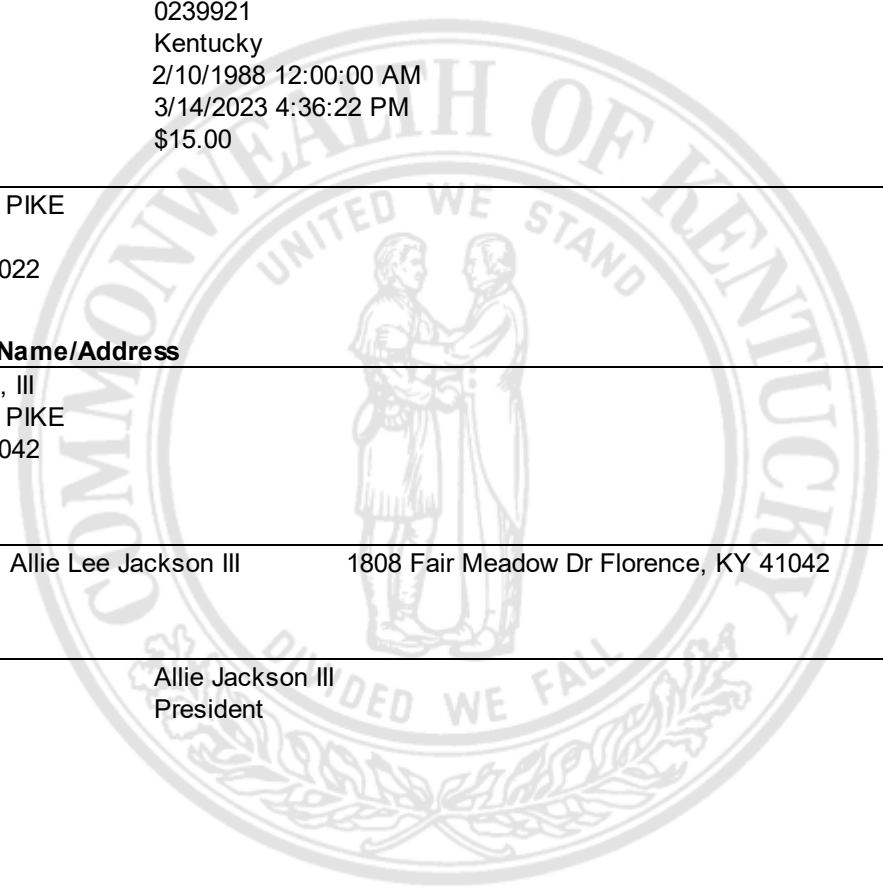 0239921
Kentucky
2/10/1988 12:00:00 AM
3/14/2023 4:36:22 PM
$15.00
PIKE
022
Name/Address
, III
PIKE
042
Allie Lee Jackson III 1808 Fair Meadow Dr Florence, KY 41042
Allie Jackson III
President
COMMONWEALTH OF KENTUCKY
UNITED WE STAND
DIVIDED WE FALL